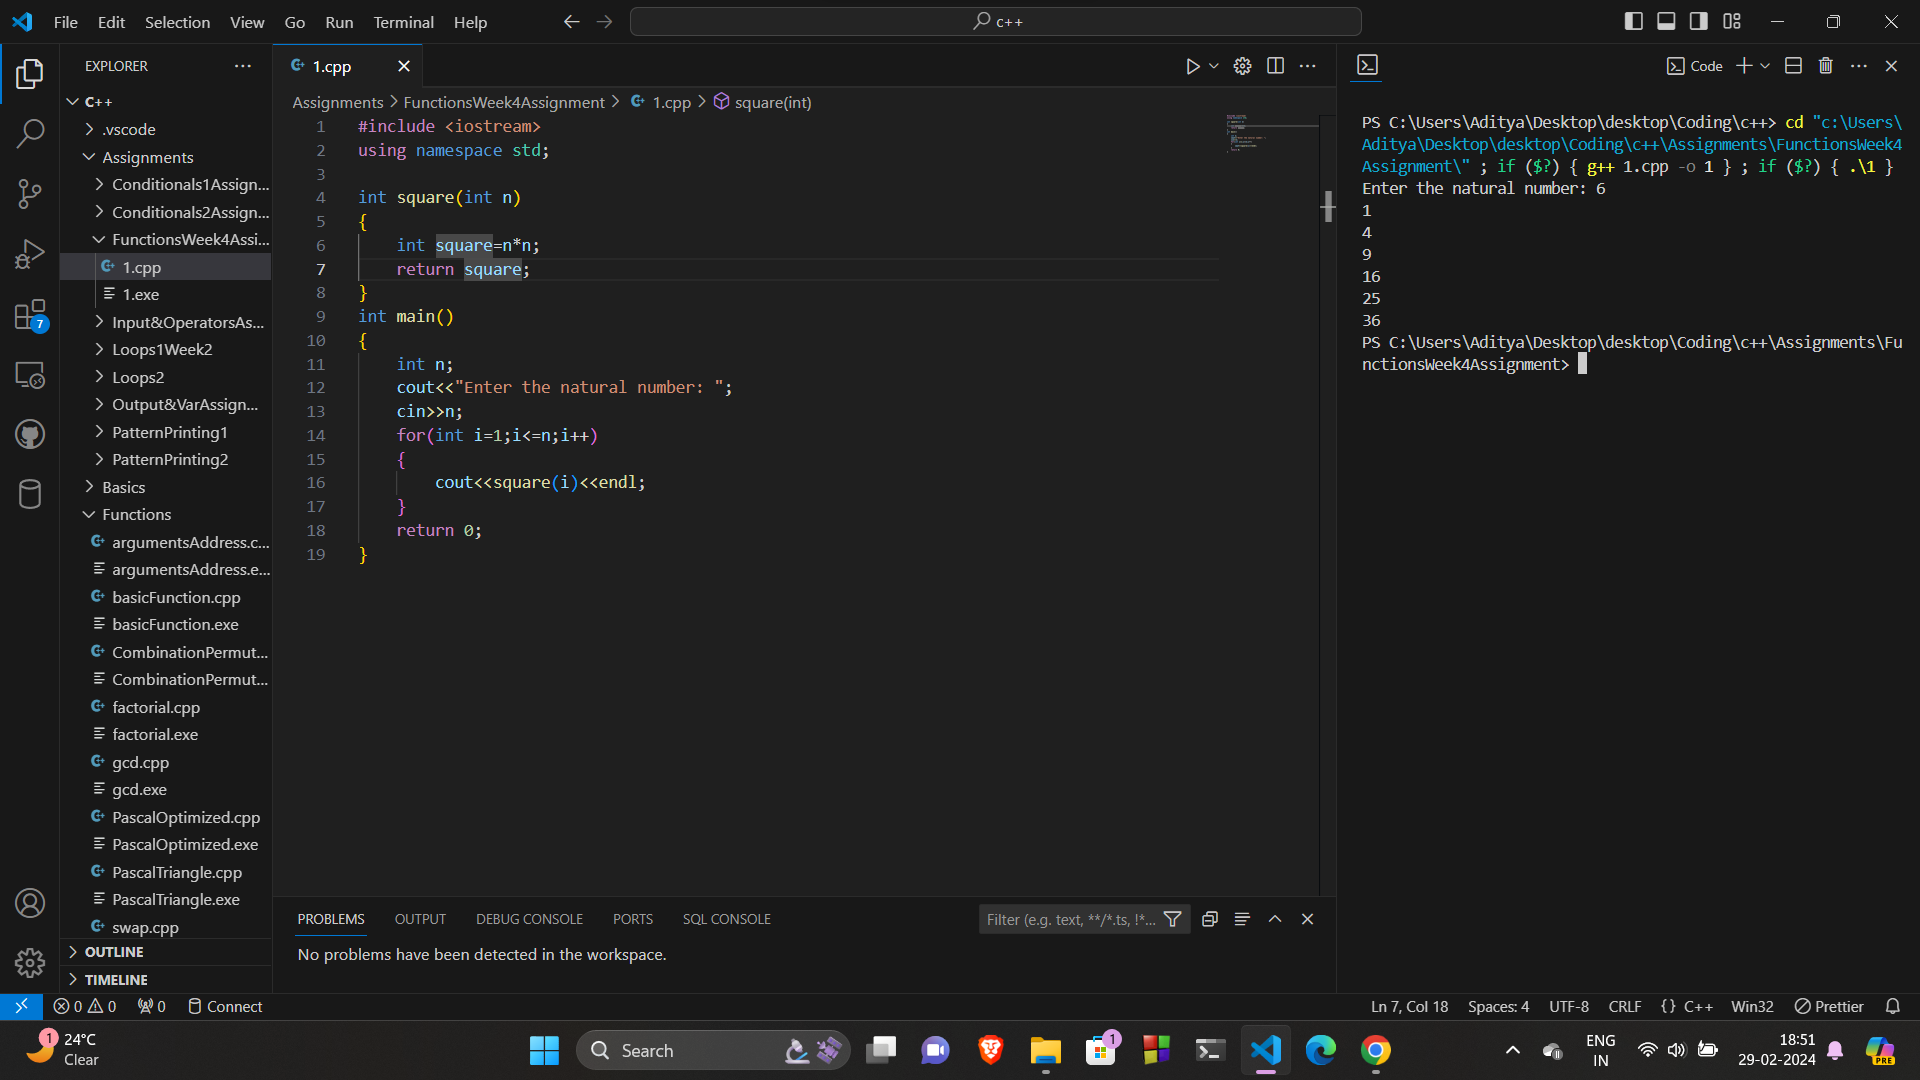 File Edit Selection View Go Run Terminal Help
c++
EXPLORER
C++
.vscode
Assignments
Conditionals1Assign...
Conditionals2Assign...
FunctionsWeek4Assi...
1.cpp
1.exe
Input&OperatorsAs...
Loops1Week2
Loops2
Output&VarAssign...
PatternPrinting1
PatternPrinting2
Basics
Functions
argumentsAddress.c...
argumentsAddress.e...
basicFunction.cpp
basicFunction.exe
CombinationPermut...
CombinationPermut...
factorial.cpp
factorial.exe
gcd.cpp
gcd.exe
PascalOptimized.cpp
PascalOptimized.exe
PascalTriangle.cpp
PascalTriangle.exe
swap.cpp
OUTLINE
TIMELINE
7
1.cpp
Assignments > FunctionsWeek4Assignment > 1.cpp > square(int)
1 #include <iostream>
2 using namespace std;
3
4 int square(int n)
5 {
6 int square=n*n;
7 return square;
8 }
9 int main()
10 {
11 int n;
12 cout<<"Enter the natural number: ";
13 cin>>n;
14 for(int i=1;i<=n;i++)
15 {
16 cout<<square(i)<<endl;
17 }
18 return 0;
19 }
Code
PS C:\Users\Aditya\Desktop\desktop\Coding\c++> cd "c:\Users\
Aditya\Desktop\desktop\Coding\c++\Assignments\FunctionsWeek4
Assignment\" ; if ($?) { g++ 1.cpp -o 1 } ; if ($?) { .\1 }
Enter the natural number: 6
1
4
9
16
25
36
PS C:\Users\Aditya\Desktop\desktop\Coding\c++\Assignments\Fu
nctionsWeek4Assignment>
PROBLEMS OUTPUT DEBUG CONSOLE PORTS SQL CONSOLE
Filter (e.g. text, **/*.ts, !*...
No problems have been detected in the workspace.
0 0 0 Connect
Ln 7, Col 18 Spaces: 4 UTF-8 CRLF {} C++ Win32 Prettier
1
24°C
Clear
Search
1
ENG
IN
18:51
29-02-2024
PRE